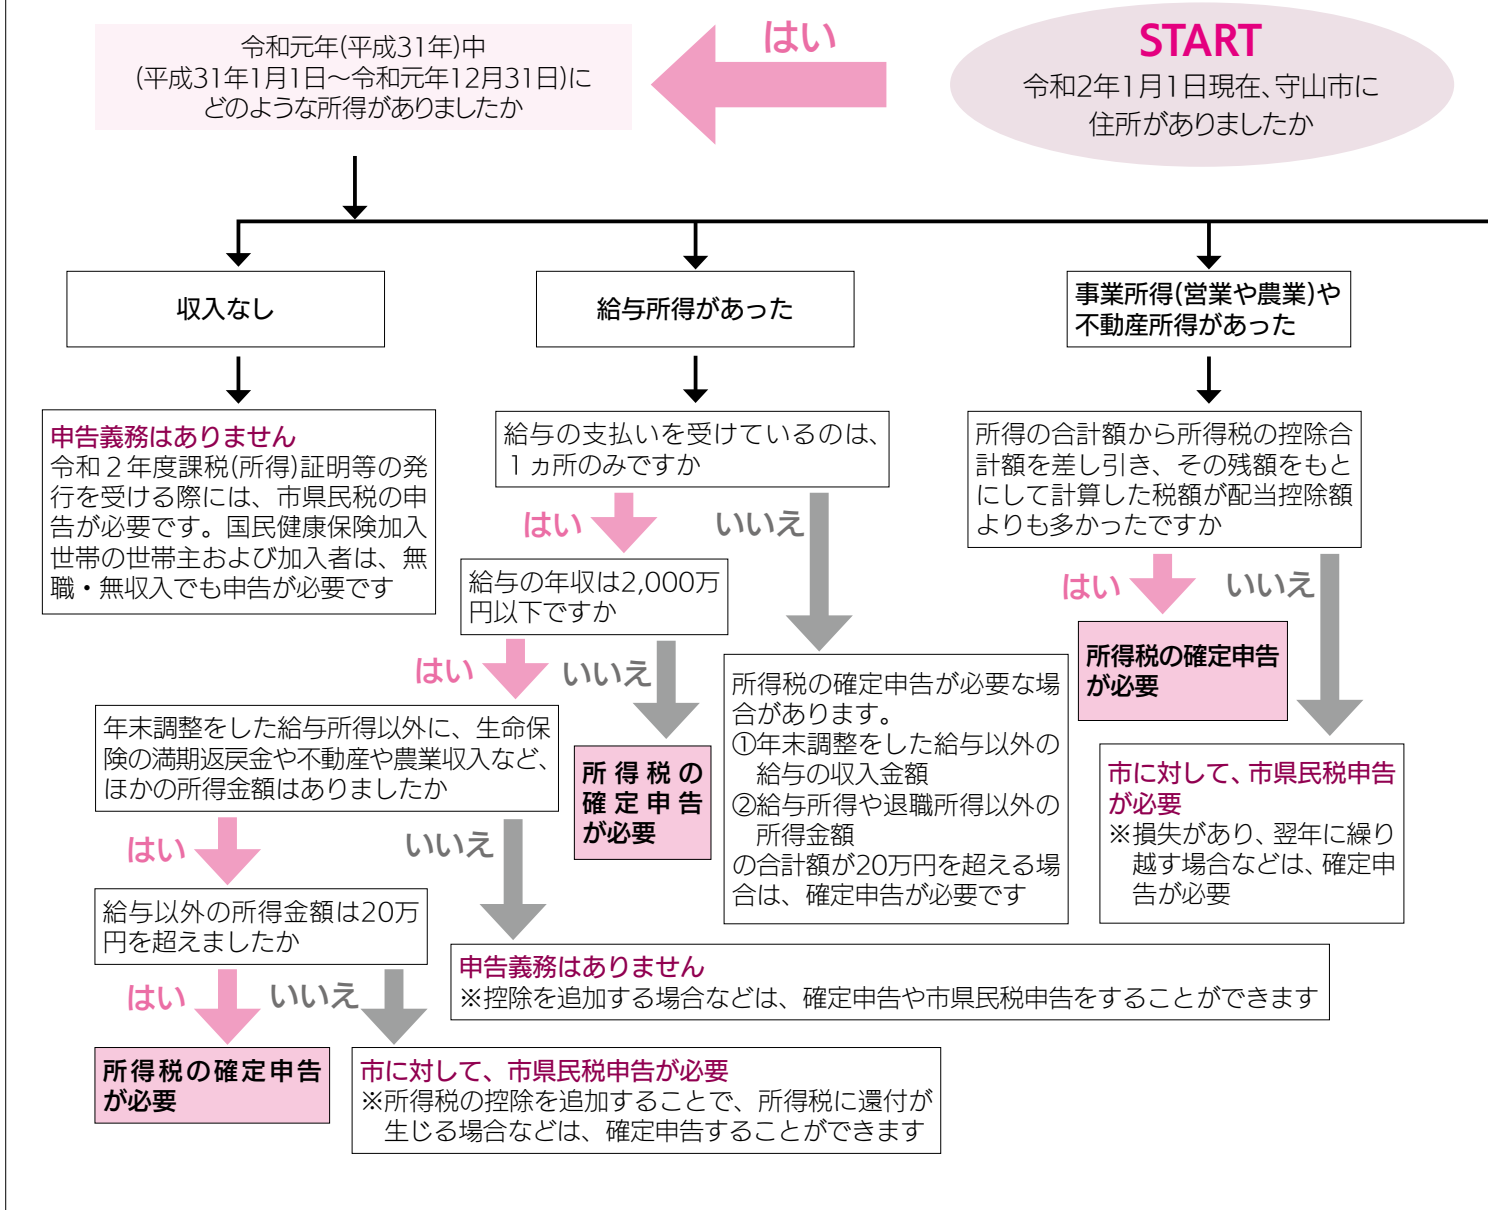 START
令和2年1月1日現在、守山市に
住所がありましたか
はい
令和元年(平成31年)中
(平成31年1月1日～令和元年12月31日)に
どのような所得がありましたか
収入なし
申告義務はありません
令和２年度課税(所得)証明等の発
行を受ける際には、市県民税の申
告が必要です。国民健康保険加入
世帯の世帯主および加入者は、無
職・無収入でも申告が必要です
給与所得があった
給与の支払いを受けているのは、
１ヵ所のみですか
はい
いいえ
給与の年収は2,000万
円以下ですか
はい
いいえ
年末調整をした給与所得以外に、生命保
険の満期返戻金や不動産や農業収入など、
ほかの所得金額はありましたか
はい
いいえ
給与以外の所得金額は20万
円を超えましたか
はい
いいえ
所得税の確定申告
が必要
市に対して、市県民税申告が必要
※所得税の控除を追加することで、所得税に還付が
生じる場合などは、確定申告することができます
申告義務はありません
※控除を追加する場合などは、確定申告や市県民税申告をすることができます
所得税の
確定申告
が必要
所得税の確定申告が必要な場
合があります。
①年末調整をした給与以外の
給与の収入金額
②給与所得や退職所得以外の
所得金額
の合計額が20万円を超える場
合は、確定申告が必要です
事業所得(営業や農業)や
不動産所得があった
所得の合計額から所得税の控除合
計額を差し引き、その残額をもと
にして計算した税額が配当控除額
よりも多かったですか
はい
いいえ
所得税の確定申告
が必要
市に対して、市県民税申告
が必要
※損失があり、翌年に繰り
越す場合などは、確定申
告が必要